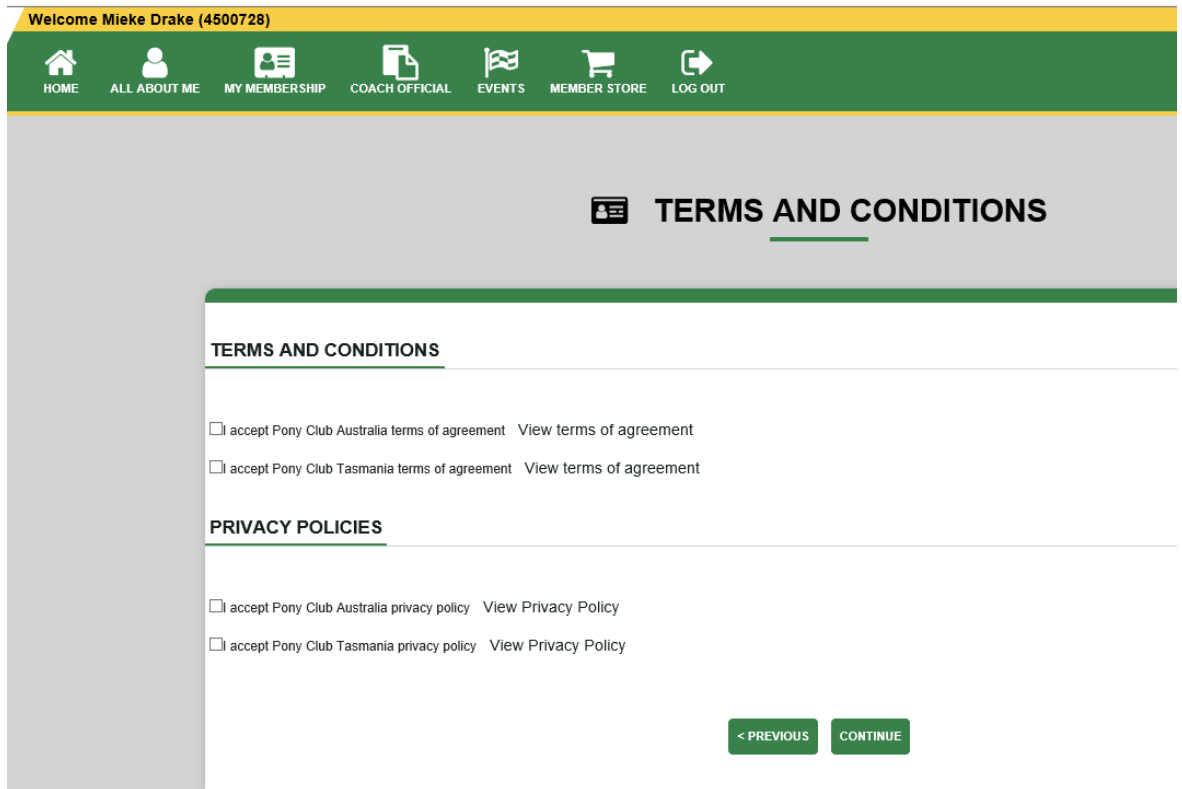 Welcome Mieke Drake (4500728)
HOME ALL ABOUT ME MY MEMBERSHIP COACH OFFICIAL EVENTS MEMBER STORE LOG OUT
TERMS AND CONDITIONS
TERMS AND CONDITIONS
I accept Pony Club Australia terms of agreement View terms of agreement
I accept Pony Club Tasmania terms of agreement View terms of agreement
PRIVACY POLICIES
I accept Pony Club Australia privacy policy View Privacy Policy
I accept Pony Club Tasmania privacy policy View Privacy Policy
< PREVIOUS CONTINUE